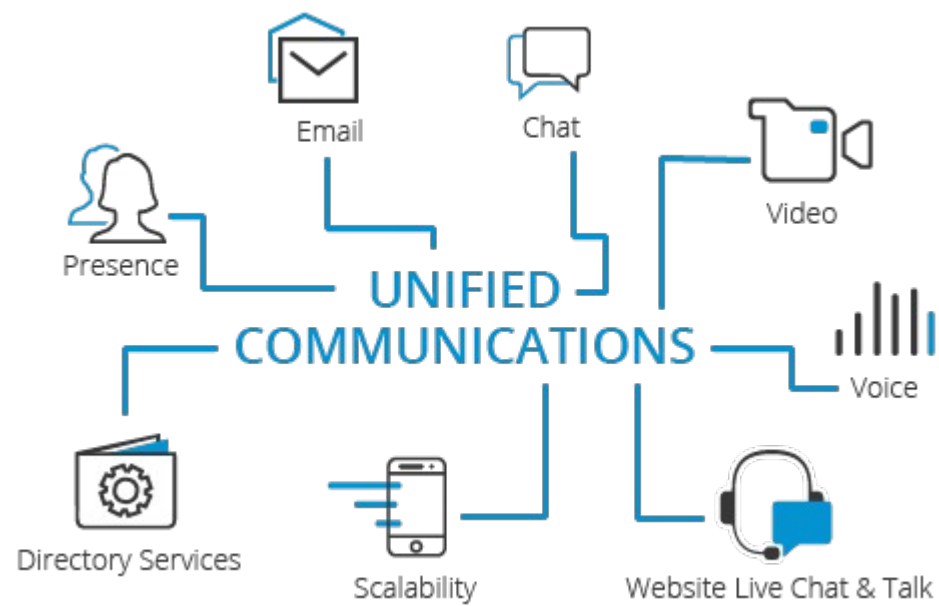 Email
Chat
Video
Presence
UNIFIED
COMMUNICATIONS
Voice
Directory Services
Scalability
Website Live Chat & Talk